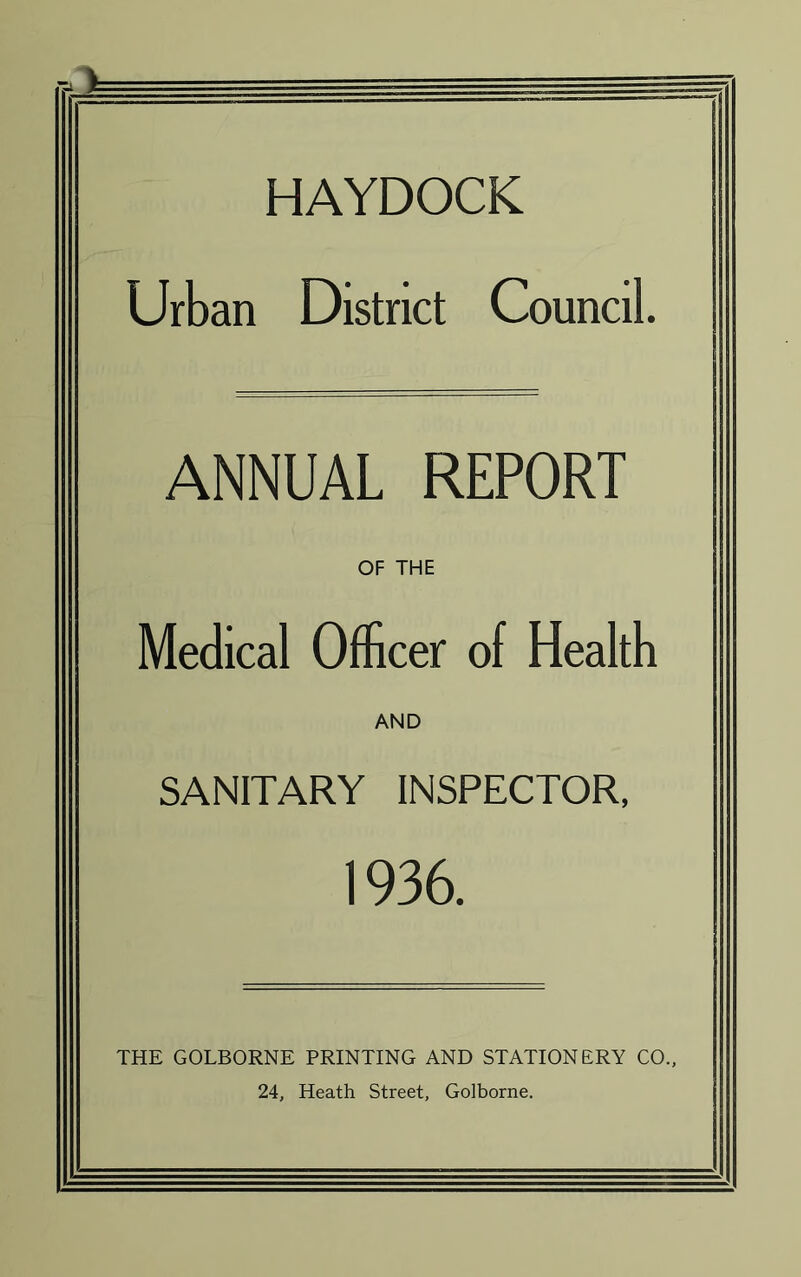 HAYDOCK
Urban District Council.
ANNUAL REPORT
OF THE
Medical Officer of Health
AND
SANITARY INSPECTOR,
1936.
THE GOLBORNE PRINTING AND STATIONERY CO.,
24, Heath Street, Golborne.